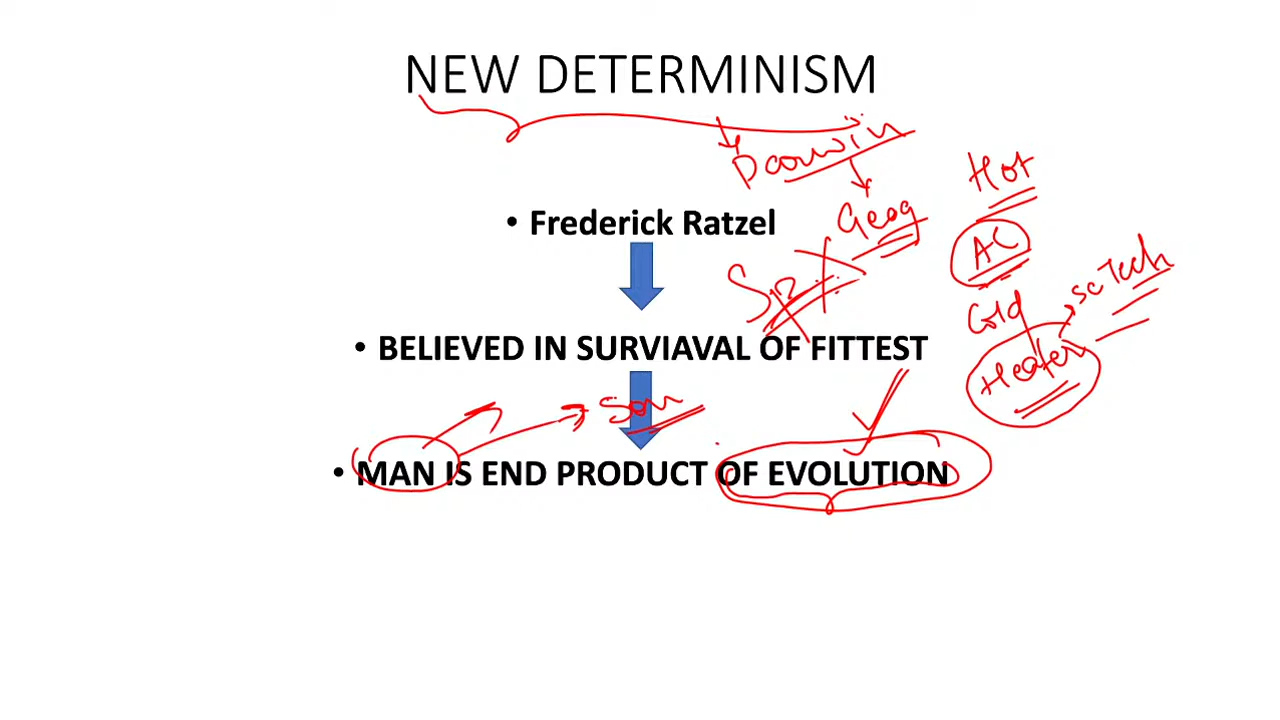 NEW DETERMINISM
Darwin
Hot
• Frederick Ratzel
Geog
AC
Sc Tech
Cold
• BELIEVED IN SURVIAVAL OF FITTEST
Heater
Son
• MAN IS END PRODUCT OF EVOLUTION